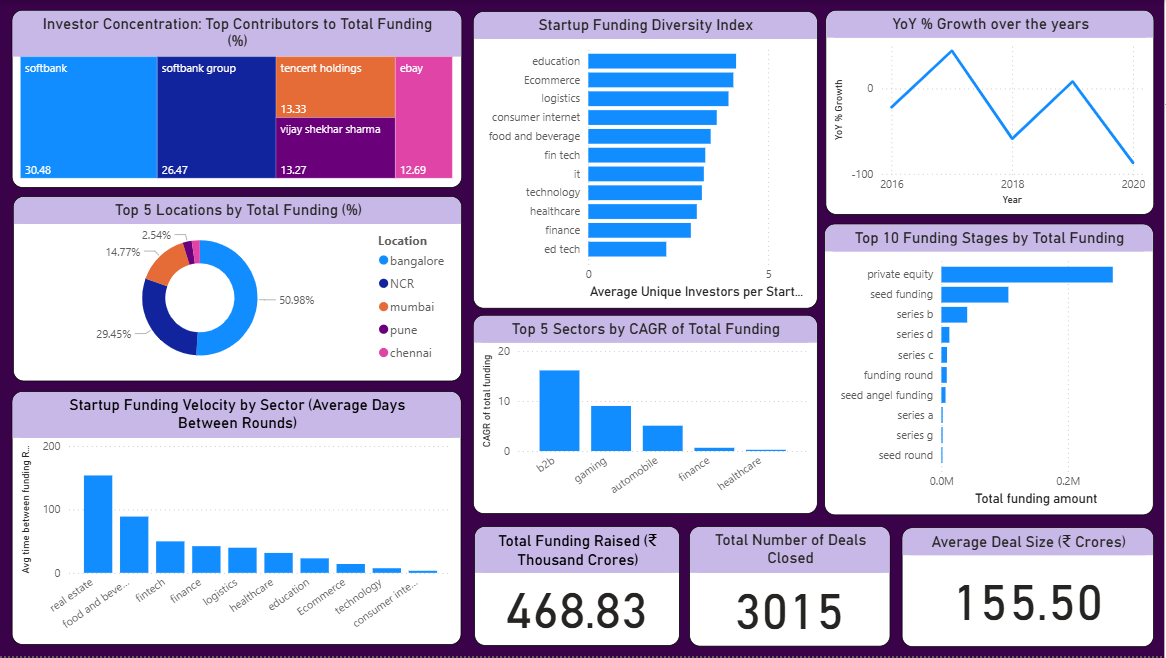 Investor Concentration: Top Contributors to Total Funding
(%)
softbank
30.48
softbank group
26.47
tencent holdings
13.33
vijay shekhar sharma
13.27
ebay
12.69
Top 5 Locations by Total Funding (%)
2.54%
14.77%
29.45%
50.98%
Location
bangalore
NCR
mumbai
pune
chennai
Startup Funding Velocity by Sector (Average Days
Between Rounds)
Avg time between funding R...
200
100
0
real estate
food and beve...
fintech
finance
logistics
healthcare
education
Ecommerce
technology
consumer inte...
Startup Funding Diversity Index
education
Ecommerce
logistics
consumer internet
food and beverage
fin tech
it
technology
healthcare
finance
ed tech
0
5
Average Unique Investors per Start...
Top 5 Sectors by CAGR of Total Funding
CAGR of total funding
20
10
0
b2b
gaming
automobile
finance
healthcare
YoY % Growth over the years
YoY % Growth
0
-100
2016
2018
2020
Year
Top 10 Funding Stages by Total Funding
private equity
seed funding
series b
series d
series c
funding round
seed angel funding
series a
series g
seed round
0.0M
0.2M
Total funding amount
Total Funding Raised (₹
Thousand Crores)
468.83
Total Number of Deals
Closed
3015
Average Deal Size (₹ Crores)
155.50